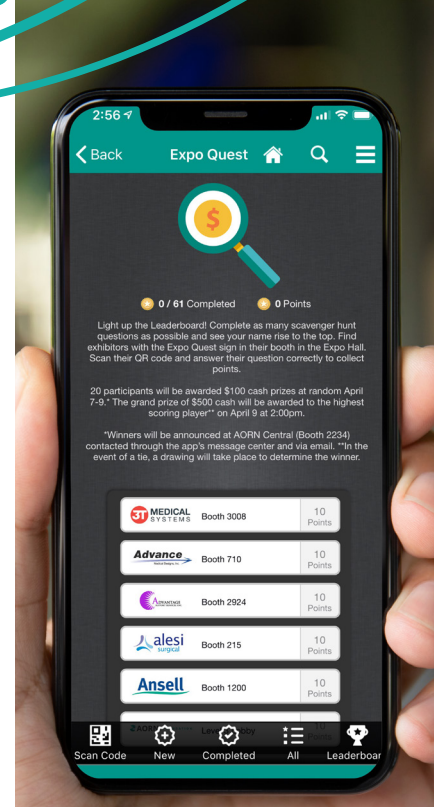 2:56
Back
Expo Quest
$
0 / 61 Completed
0 Points
Light up the Leaderboard! Complete as many scavenger hunt
questions as possible and see your name rise to the top. Find
exhibitors with the Expo Quest sign in their booth in the Expo Hall.
Scan their QR code and answer their question correctly to collect
points.
20 participants will be awarded $100 cash prizes at random April
7-9.* The grand prize of $500 cash will be awarded to the highest
scoring player** on April 9 at 2:00pm.
*Winners will be announced at AORN Central (Booth 2234)
contacted through the app's message center and via email. **In the
event of a tie, a drawing will take place to determine the winner.
3T MEDICAL
SYSTEMS
Booth 3008
10
Points
Advance
Booth 710
10
Points
ADVANTAGE
Booth 2924
10
Points
alesi
surgical
Booth 215
10
Points
Ansell
Booth 1200
10
Points
Scan Code
New
Completed
All
Leaderboar